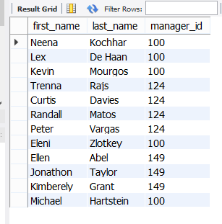 Result Grid Filter Rows:
first_name last_name manager_id
Neena Kochhar 100
Lex De Haan 100
Kevin Mourgos 100
Trenna Rajs 124
Curtis Davies 124
Randall Matos 124
Peter Vargas 124
Eleni Zlotkey 100
Ellen Abel 149
Jonathon Taylor 149
Kimberely Grant 149
Michael Hartstein 100